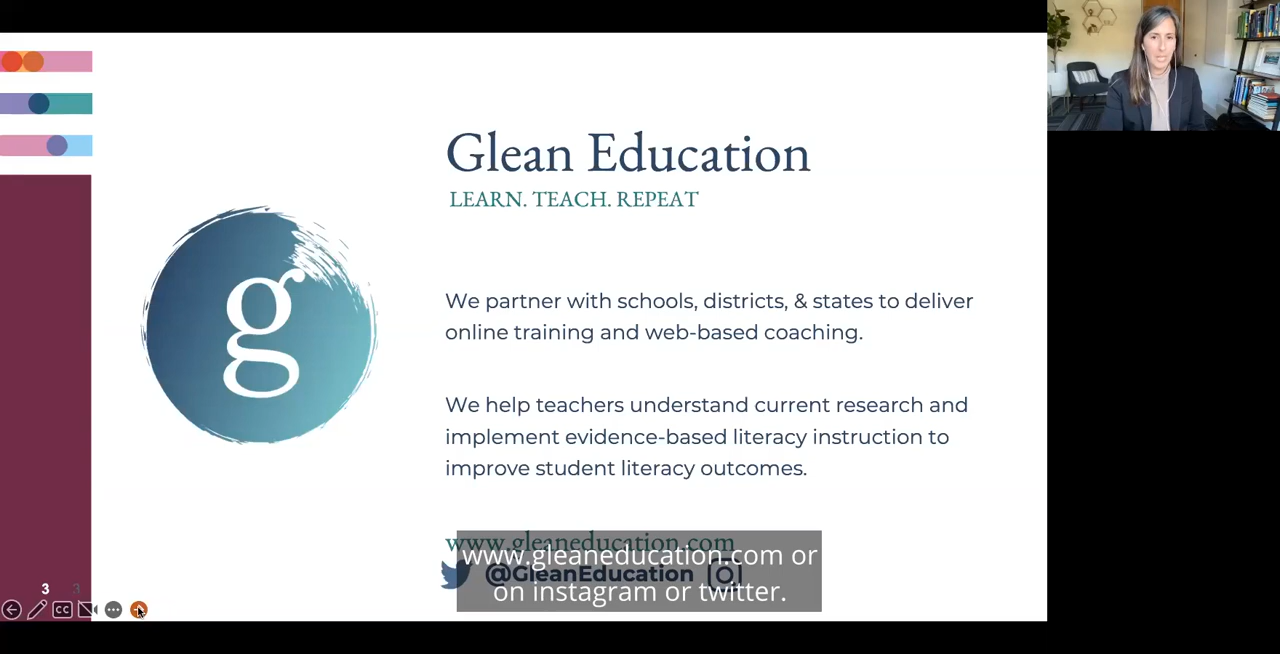 Glean Education
LEARN. TEACH. REPEAT
g
We partner with schools, districts, & states to deliver
online training and web-based coaching.
We help teachers understand current research and
implement evidence-based literacy instruction to
improve student literacy outcomes.
www.gleaneducation.com
@GleanEducation
www.gleaneducation.com or
on instagram or twitter.
3 3
CC